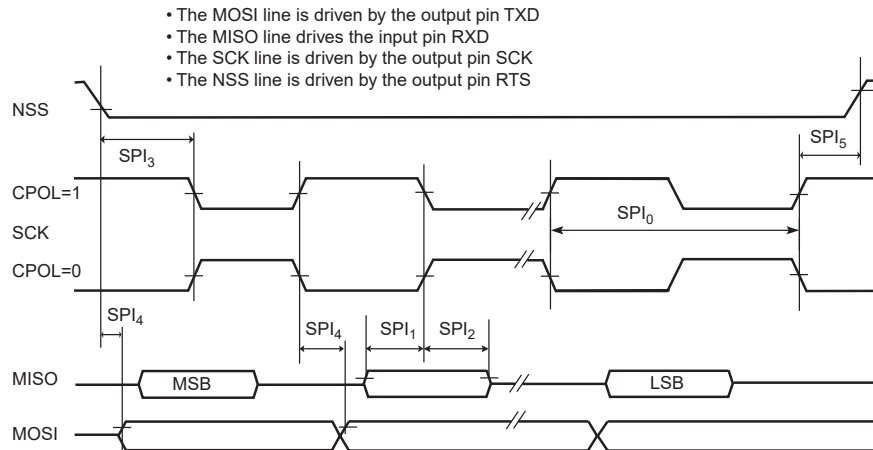 • The MOSI line is driven by the output pin TXD
• The MISO line drives the input pin RXD
• The SCK line is driven by the output pin SCK
• The NSS line is driven by the output pin RTS
NSS
SPI3
SPI5
CPOL=1
SPI0
SCK
CPOL=0
SPI4
SPI4
SPI1
SPI2
MISO
MSB
LSB
MOSI